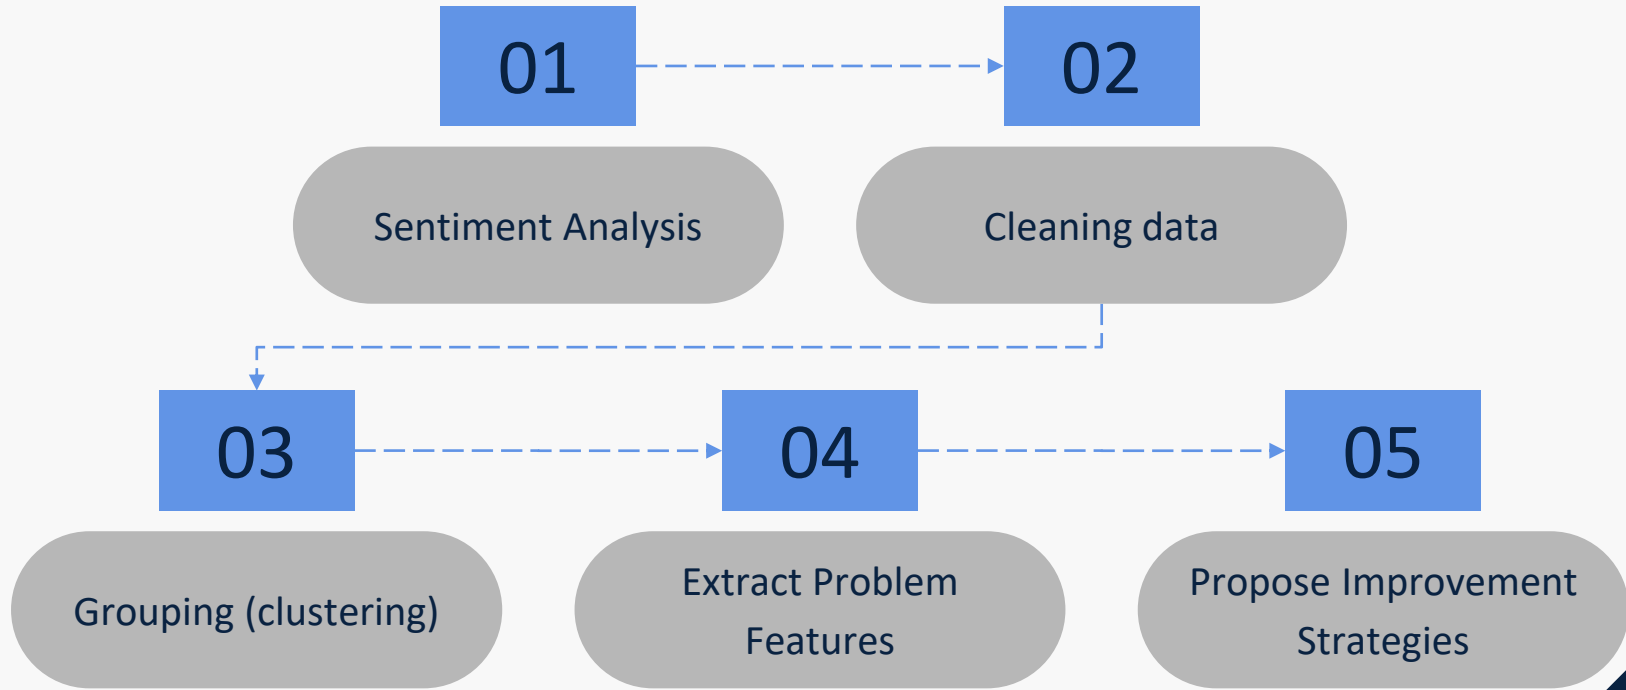 01
02
Sentiment Analysis
Cleaning data
03
04
05
Grouping (clustering)
Extract Problem
Features
Propose Improvement
Strategies